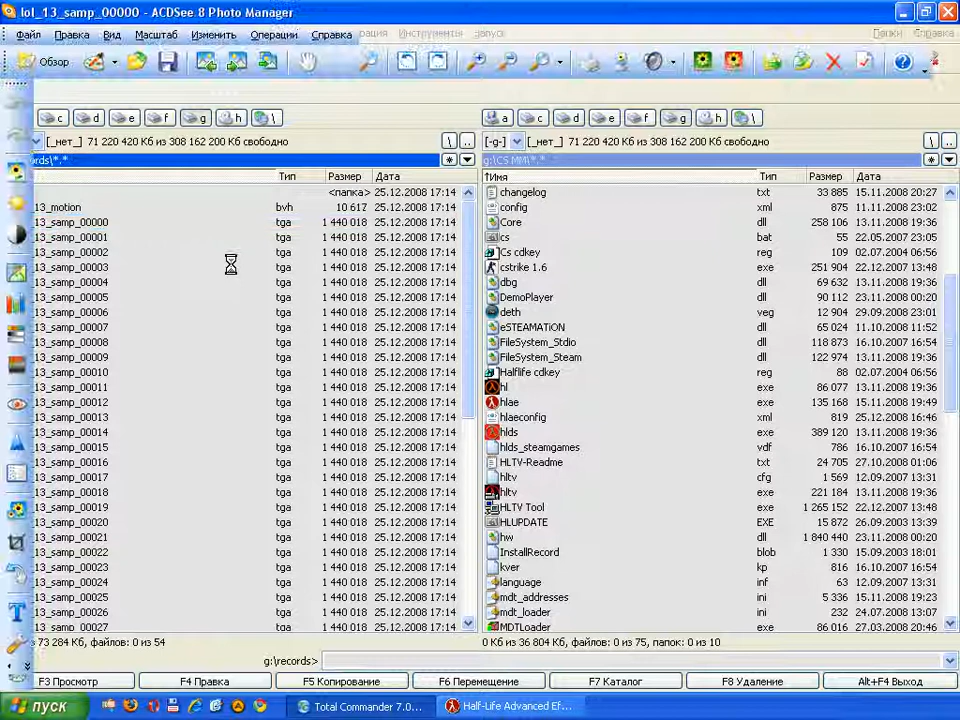 lol_13_samp_00000 - ACDSee 8 Photo Manager
Файл Правка Вид Масштаб Изменить Операции Справка
Обзор
c d e f g h \
[_нет_] 71 220 420 Кб из 308 162 200 Кб свободно \ ..
ords\*.*
Тип Размер Дата
<папка> 25.12.2008 17:14
13_motion bvh 10 617 25.12.2008 17:14
13_samp_00000 tga 1 440 018 25.12.2008 17:14
13_samp_00001 tga 1 440 018 25.12.2008 17:14
13_samp_00002 tga 1 440 018 25.12.2008 17:14
13_samp_00003 tga 1 440 018 25.12.2008 17:14
13_samp_00004 tga 1 440 018 25.12.2008 17:14
13_samp_00005 tga 1 440 018 25.12.2008 17:14
13_samp_00006 tga 1 440 018 25.12.2008 17:14
13_samp_00007 tga 1 440 018 25.12.2008 17:14
13_samp_00008 tga 1 440 018 25.12.2008 17:14
13_samp_00009 tga 1 440 018 25.12.2008 17:14
13_samp_00010 tga 1 440 018 25.12.2008 17:14
13_samp_00011 tga 1 440 018 25.12.2008 17:14
13_samp_00012 tga 1 440 018 25.12.2008 17:14
13_samp_00013 tga 1 440 018 25.12.2008 17:14
13_samp_00014 tga 1 440 018 25.12.2008 17:14
13_samp_00015 tga 1 440 018 25.12.2008 17:14
13_samp_00016 tga 1 440 018 25.12.2008 17:14
13_samp_00017 tga 1 440 018 25.12.2008 17:14
13_samp_00018 tga 1 440 018 25.12.2008 17:14
13_samp_00019 tga 1 440 018 25.12.2008 17:14
13_samp_00020 tga 1 440 018 25.12.2008 17:14
13_samp_00021 tga 1 440 018 25.12.2008 17:14
13_samp_00022 tga 1 440 018 25.12.2008 17:14
13_samp_00023 tga 1 440 018 25.12.2008 17:14
13_samp_00024 tga 1 440 018 25.12.2008 17:14
13_samp_00025 tga 1 440 018 25.12.2008 17:14
13_samp_00026 tga 1 440 018 25.12.2008 17:14
13_samp_00027 tga 1 440 018 25.12.2008 17:14
з 73 284 Кб, файлов: 0 из 54
a c d e f g h \
[-g-] [_нет_] 71 220 420 Кб из 308 162 200 Кб свободно \ ..
g:\CS MM\*.*
Имя Тип Размер Дата
changelog txt 33 885 15.11.2008 20:27
config xml 875 11.11.2008 23:02
Core dll 258 106 13.11.2008 19:36
cs bat 55 22.05.2007 23:05
Cs cdkey reg 109 02.07.2004 06:56
cstrike 1.6 exe 251 904 22.12.2007 13:48
dbg dll 69 632 13.11.2008 19:36
DemoPlayer dll 90 112 23.11.2008 00:20
deth veg 12 904 29.09.2008 23:01
eSTEAMATiON dll 65 024 11.10.2008 11:52
FileSystem_Stdio dll 118 873 16.10.2007 16:54
FileSystem_Steam dll 122 974 13.11.2008 19:36
Halflife cdkey reg 88 02.07.2004 06:56
hl exe 86 077 13.11.2008 19:36
hlae exe 135 168 15.11.2008 19:49
hlaeconfig xml 819 25.12.2008 16:46
hlds exe 389 120 13.11.2008 19:36
hlds_steamgames vdf 786 16.10.2007 16:54
HLTV-Readme txt 24 705 27.10.2008 01:06
hltv cfg 1 569 12.09.2007 13:31
hltv exe 221 184 13.11.2008 19:36
HLTV Tool exe 1 265 152 22.12.2007 13:48
HLUPDATE EXE 15 872 26.09.2003 13:39
hw dll 1 840 440 23.11.2008 00:20
InstallRecord blob 1 330 15.09.2003 18:01
kver kp 816 16.10.2007 16:54
language inf 63 12.09.2007 13:31
mdt_addresses ini 5 336 15.11.2008 19:23
mdt_loader ini 232 24.07.2008 13:07
MDTLoader exe 86 016 27.03.2008 20:46
0 Кб из 36 804 Кб, файлов: 0 из 75, папок: 0 из 10
g:\records>
F3 Просмотр F4 Правка F5 Копирование F6 Перемещение F7 Каталог F8 Удаление Alt+F4 Выход
пуск Total Commander 7.0... Half-Life Advanced Ef...